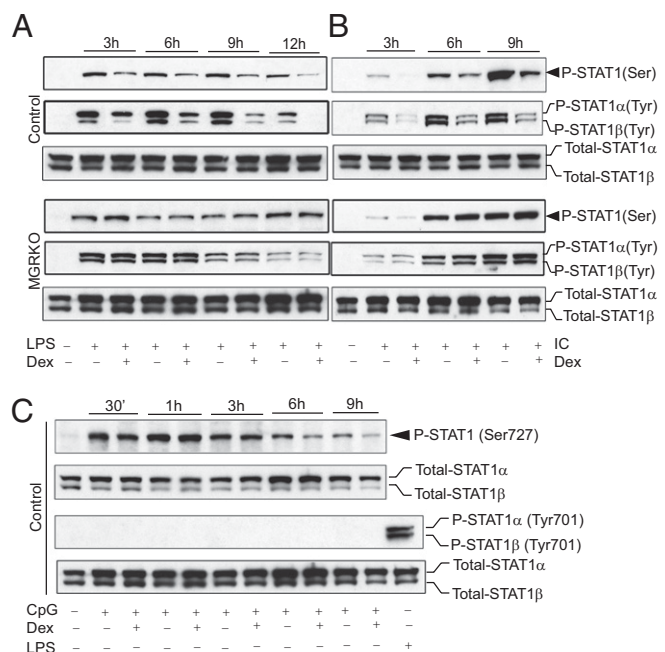 A
3h 6h 9h 12h
B
3h 6h 9h
Control
P-STAT1(Ser)
P-STAT1α(Tyr)
P-STAT1β(Tyr)
Total-STAT1α
Total-STAT1β
MGRKO
P-STAT1(Ser)
P-STAT1α(Tyr)
P-STAT1β(Tyr)
Total-STAT1α
Total-STAT1β
LPS – + + + + + + + + – + + + + + + IC
Dex – – + – + – + – + – – + – + – + Dex
C
30' 1h 3h 6h 9h
Control
P-STAT1 (Ser727)
Total-STAT1α
Total-STAT1β
P-STAT1α (Tyr701)
P-STAT1β (Tyr701)
Total-STAT1α
Total-STAT1β
CpG – + + + + + + + + + + –
Dex – – + – + – + – + – + –
LPS – – – – – – – – – – – +